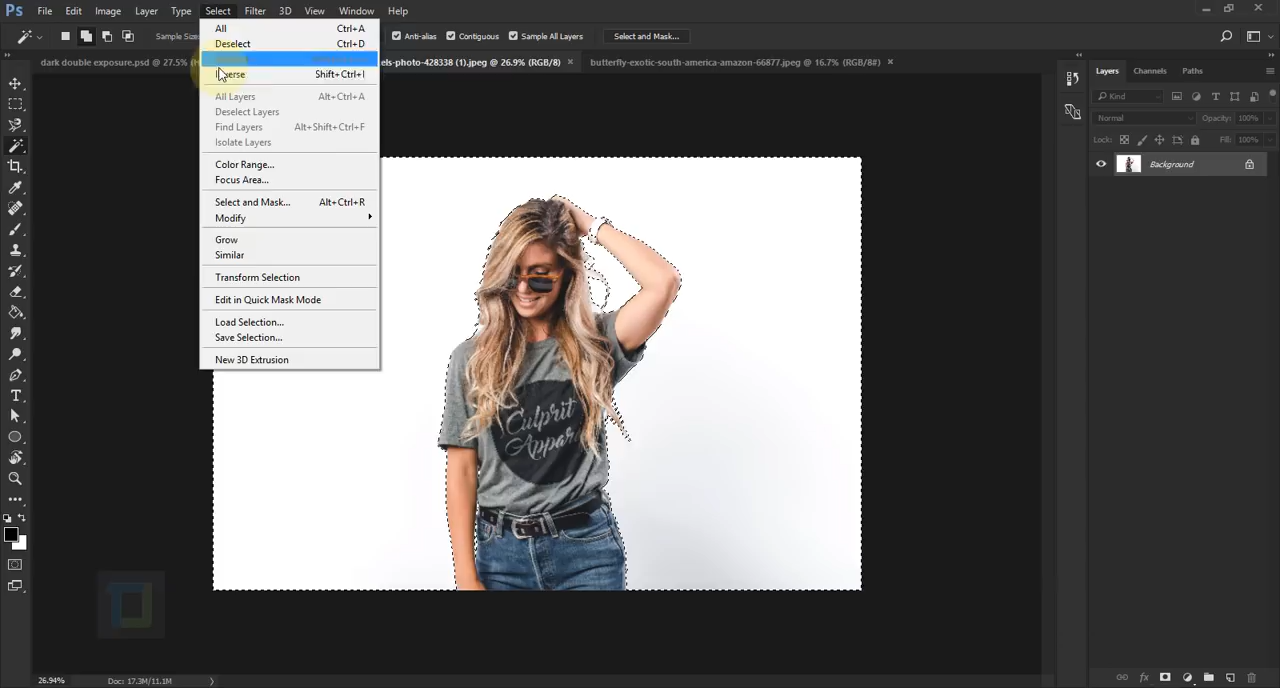 Ps File Edit Image Layer Type Select Filter 3D View Window Help
Sample Size Anti-alias Contiguous Sample All Layers Select and Mask...
dark double exposure.psd @ 27.5% els-photo-428338 (1).jpeg @ 26.9% (RGB/8) × butterfly-exotic-south-america-amazon-66877.jpeg @ 16.7% (RGB/8#) ×
All Ctrl+A
Deselect Ctrl+D
Inverse Shift+Ctrl+I
All Layers Alt+Ctrl+A
Deselect Layers
Find Layers Alt+Shift+Ctrl+F
Isolate Layers
Color Range...
Focus Area...
Select and Mask... Alt+Ctrl+R
Modify
Grow
Similar
Transform Selection
Edit in Quick Mask Mode
Load Selection...
Save Selection...
New 3D Extrusion
Culprit
Apparel
Layers Channels Paths
Kind
Normal Opacity: 100%
Lock: Fill: 100%
Background
26.94% Doc: 17.3M/11.1M